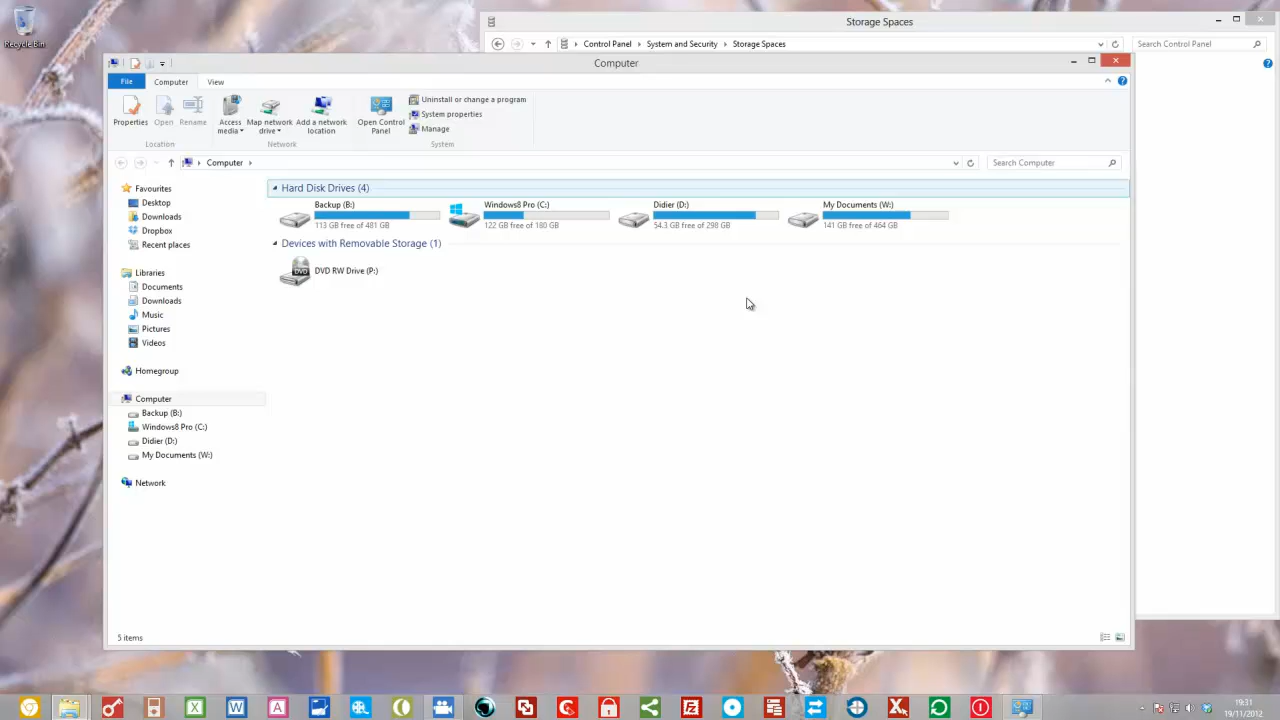 Recycle Bin
Storage Spaces
Control Panel
System and Security
Storage Spaces
Search Control Panel
Computer
File
Computer
View
Properties
Open
Rename
Access media
Map network drive
Add a network location
Open Control Panel
Uninstall or change a program
System properties
Manage
Location
Network
System
Computer
Search Computer
Favourites
Desktop
Downloads
Dropbox
Recent places
Libraries
Documents
Downloads
Music
Pictures
Videos
Homegroup
Computer
Backup (B:)
Windows8 Pro (C:)
Didier (D:)
My Documents (W:)
Network
Hard Disk Drives (4)
Backup (B:)
113 GB free of 481 GB
Windows8 Pro (C:)
122 GB free of 180 GB
Didier (D:)
54.3 GB free of 298 GB
My Documents (W:)
141 GB free of 464 GB
Devices with Removable Storage (1)
DVD
DVD RW Drive (P:)
5 items
19:31
19/11/2012